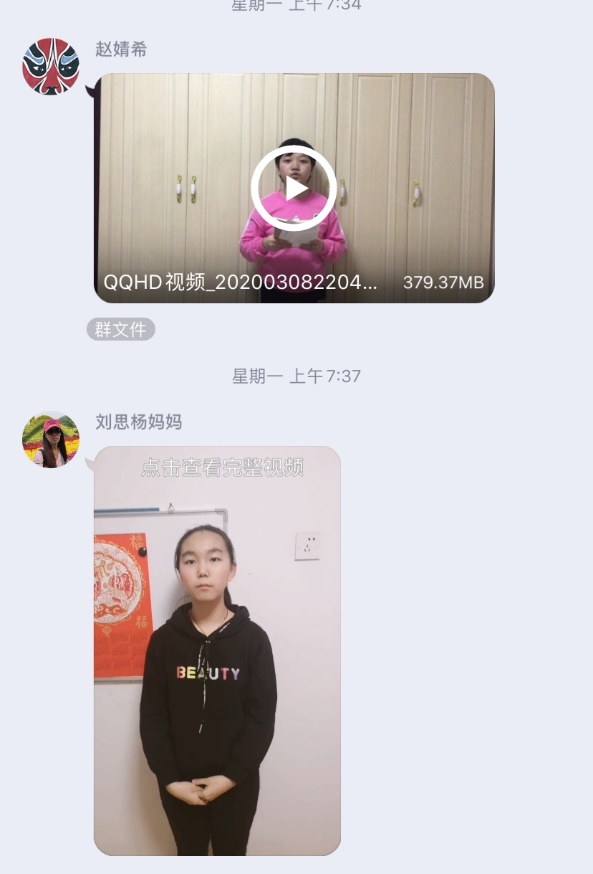 星期一 上午7:34
赵婧希
QQHD视频_202003082204...
379.37MB
群文件
星期一 上午7:37
刘思杨妈妈
点击查看完整视频
福
福
BEAUTY